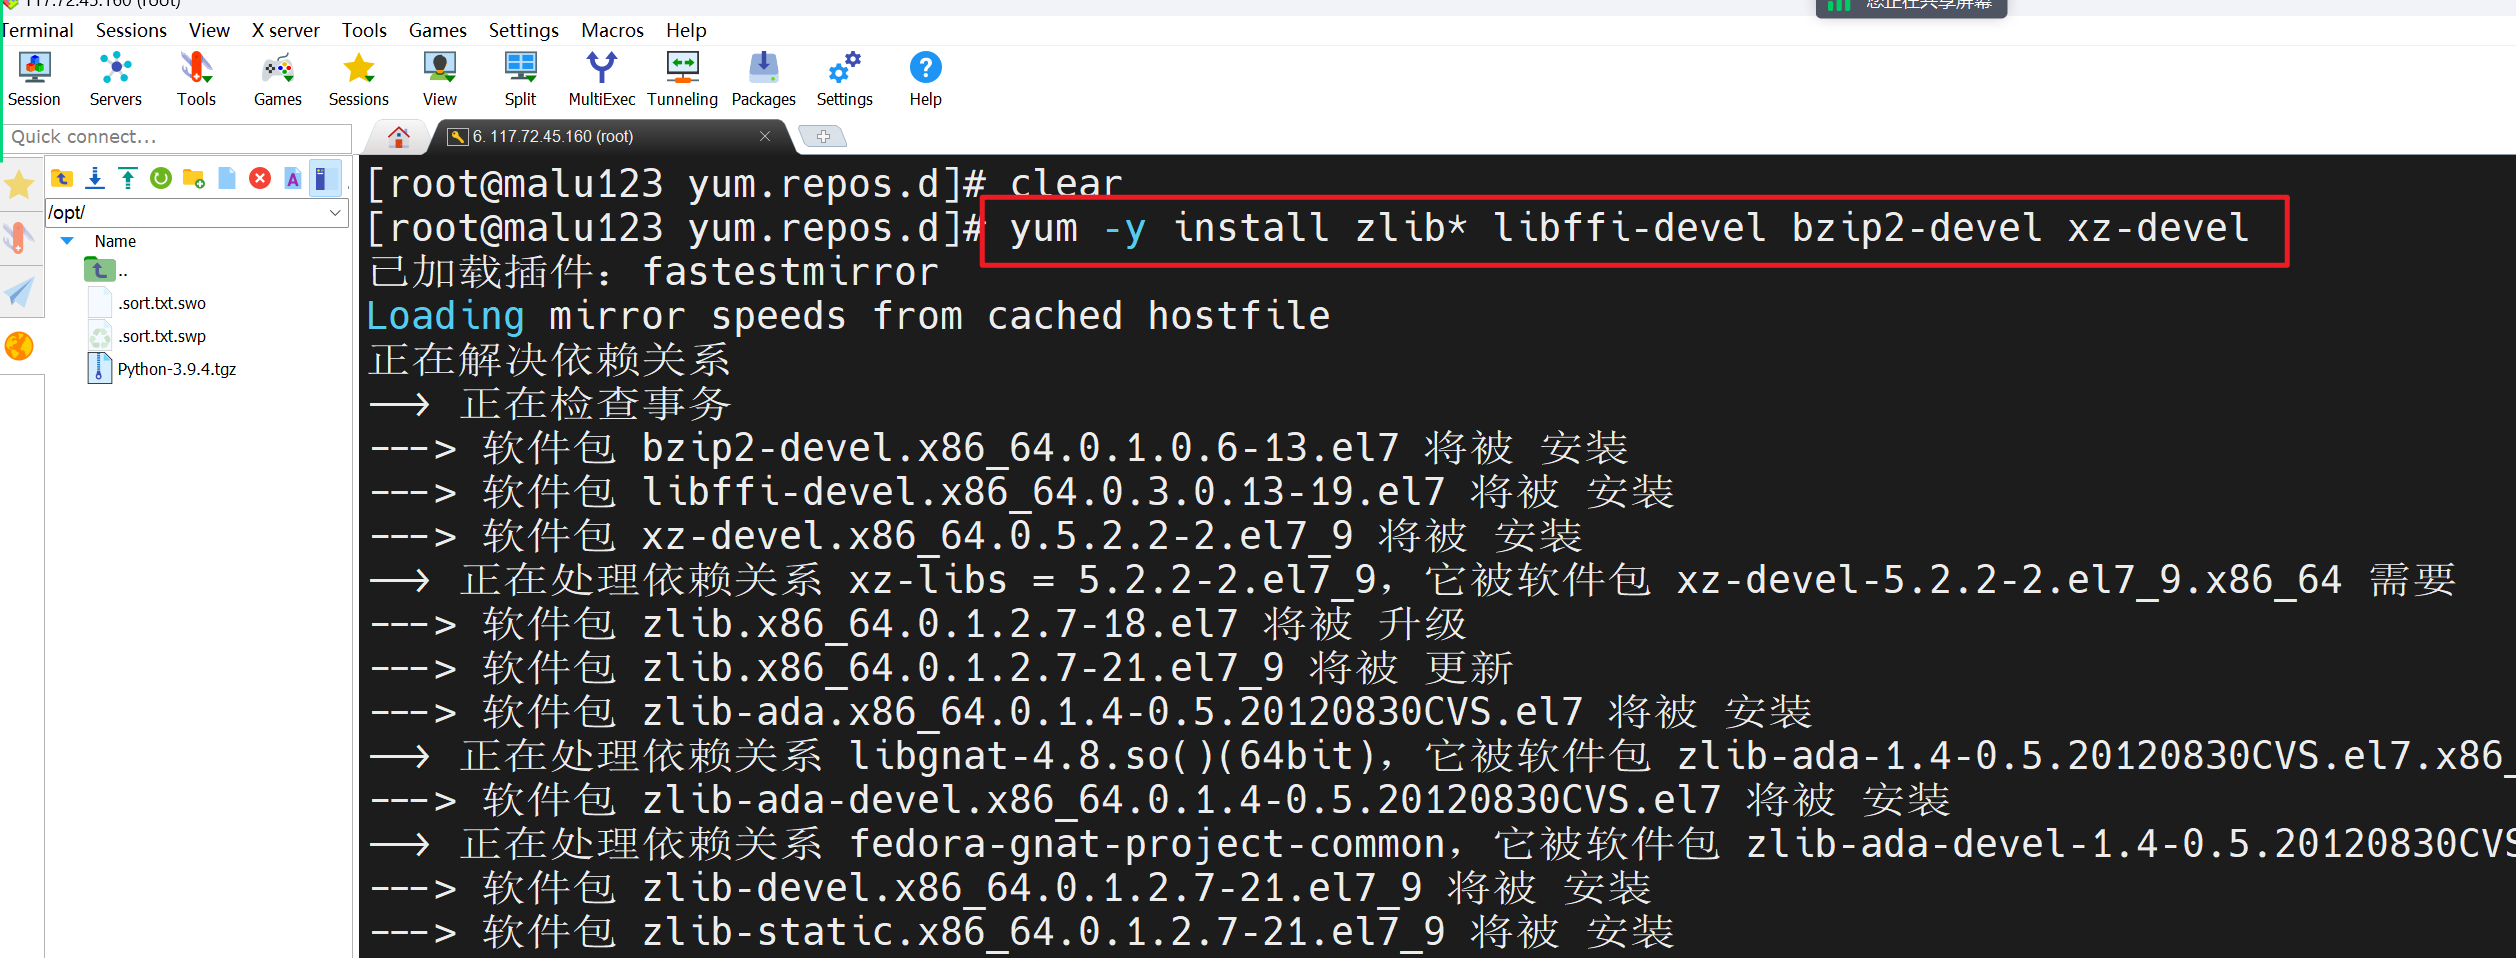 117.72.45.160 (root)
您正在共享屏幕
Terminal Sessions View X server Tools Games Settings Macros Help
Session Servers Tools Games Sessions View Split MultiExec Tunneling Packages Settings Help
Quick connect...
6. 117.72.45.160 (root)
/opt/
Name
..
.sort.txt.swo
.sort.txt.swp
Python-3.9.4.tgz
[root@malu123 yum.repos.d]# clear
[root@malu123 yum.repos.d]# yum -y install zlib* libffi-devel bzip2-devel xz-devel
已加载插件：fastestmirror
Loading mirror speeds from cached hostfile
正在解决依赖关系
--> 正在检查事务
---> 软件包 bzip2-devel.x86_64.0.1.0.6-13.el7 将被 安装
---> 软件包 libffi-devel.x86_64.0.3.0.13-19.el7 将被 安装
---> 软件包 xz-devel.x86_64.0.5.2.2-2.el7_9 将被 安装
--> 正在处理依赖关系 xz-libs = 5.2.2-2.el7_9，它被软件包 xz-devel-5.2.2-2.el7_9.x86_64 需要
---> 软件包 zlib.x86_64.0.1.2.7-18.el7 将被 升级
---> 软件包 zlib.x86_64.0.1.2.7-21.el7_9 将被 更新
---> 软件包 zlib-ada.x86_64.0.1.4-0.5.20120830CVS.el7 将被 安装
--> 正在处理依赖关系 libgnat-4.8.so()(64bit)，它被软件包 zlib-ada-1.4-0.5.20120830CVS.el7.x86_
---> 软件包 zlib-ada-devel.x86_64.0.1.4-0.5.20120830CVS.el7 将被 安装
--> 正在处理依赖关系 fedora-gnat-project-common，它被软件包 zlib-ada-devel-1.4-0.5.20120830CVS
---> 软件包 zlib-devel.x86_64.0.1.2.7-21.el7_9 将被 安装
---> 软件包 zlib-static.x86_64.0.1.2.7-21.el7_9 将被 安装